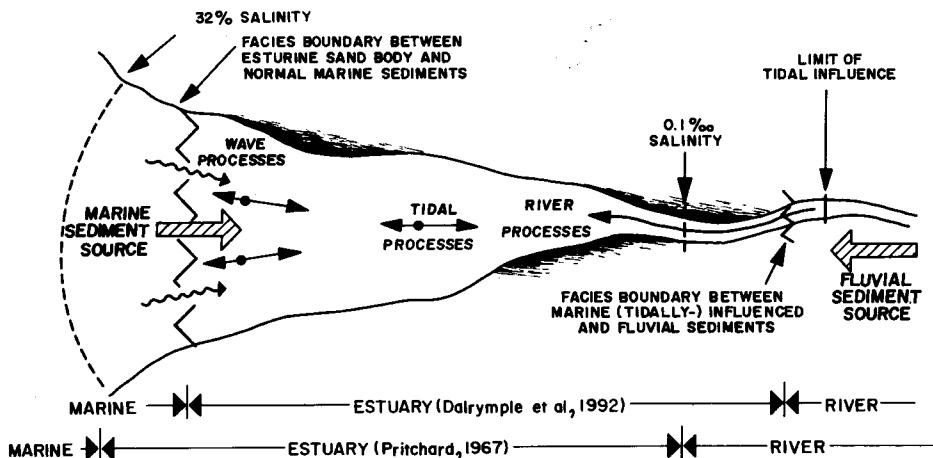 32% SALINITY
FACIES BOUNDARY BETWEEN
ESTURINE SAND BODY AND
NORMAL MARINE SEDIMENTS
LIMIT OF
TIDAL INFLUENCE
0.1‰
SALINITY
WAVE
PROCESSES
MARINE
SEDIMENT
SOURCE
TIDAL
PROCESSES
RIVER
PROCESSES
FACIES BOUNDARY BETWEEN
MARINE (TIDALLY-) INFLUENCED
AND FLUVIAL SEDIMENTS
FLUVIAL
SEDIMENT
SOURCE
MARINE ESTUARY (Dalrymple et al, 1992) RIVER
MARINE ESTUARY (Pritchard, 1967) RIVER